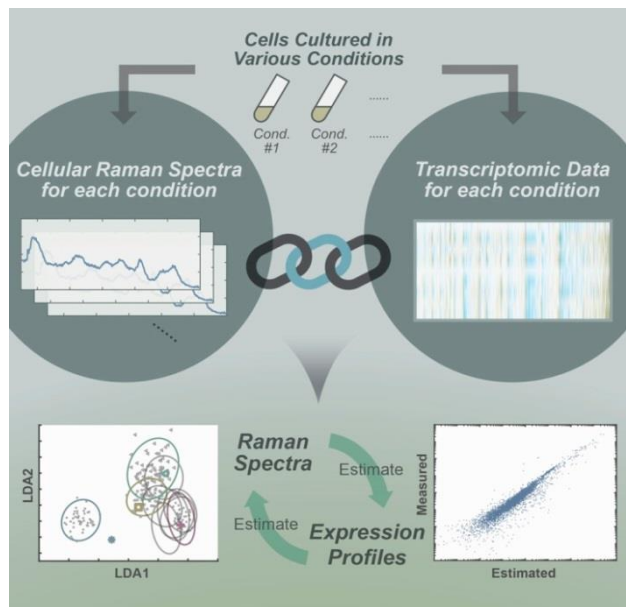 Cells Cultured in
Various Conditions
......
Cond.
#1
Cond.
#2
......
Cellular Raman Spectra
for each condition
Transcriptomic Data
for each condition
LDA2
LDA1
Raman
Spectra
Estimate
Estimate
Expression
Profiles
Measured
Estimated